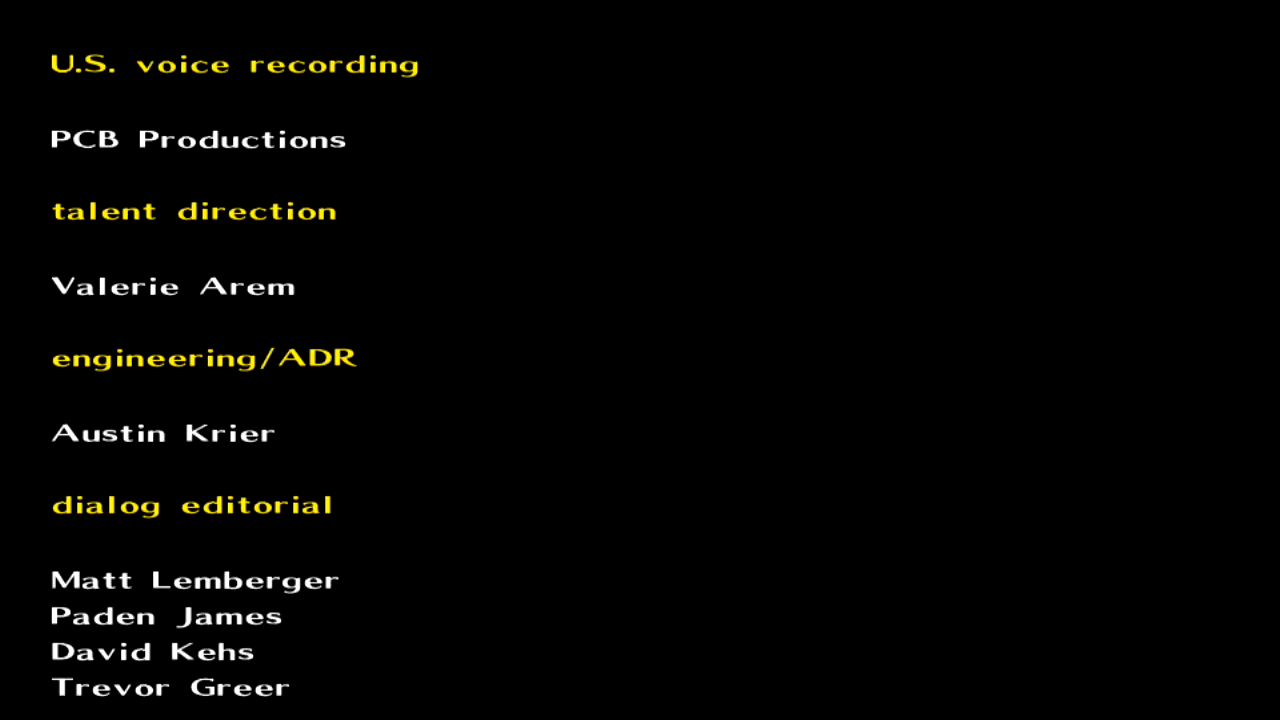 U.S. voice recording
PCB Productions
talent direction
Valerie Arem
engineering/ADR
Austin Krier
dialog editorial
Matt Lemberger
Paden James
David Kehs
Trevor Greer